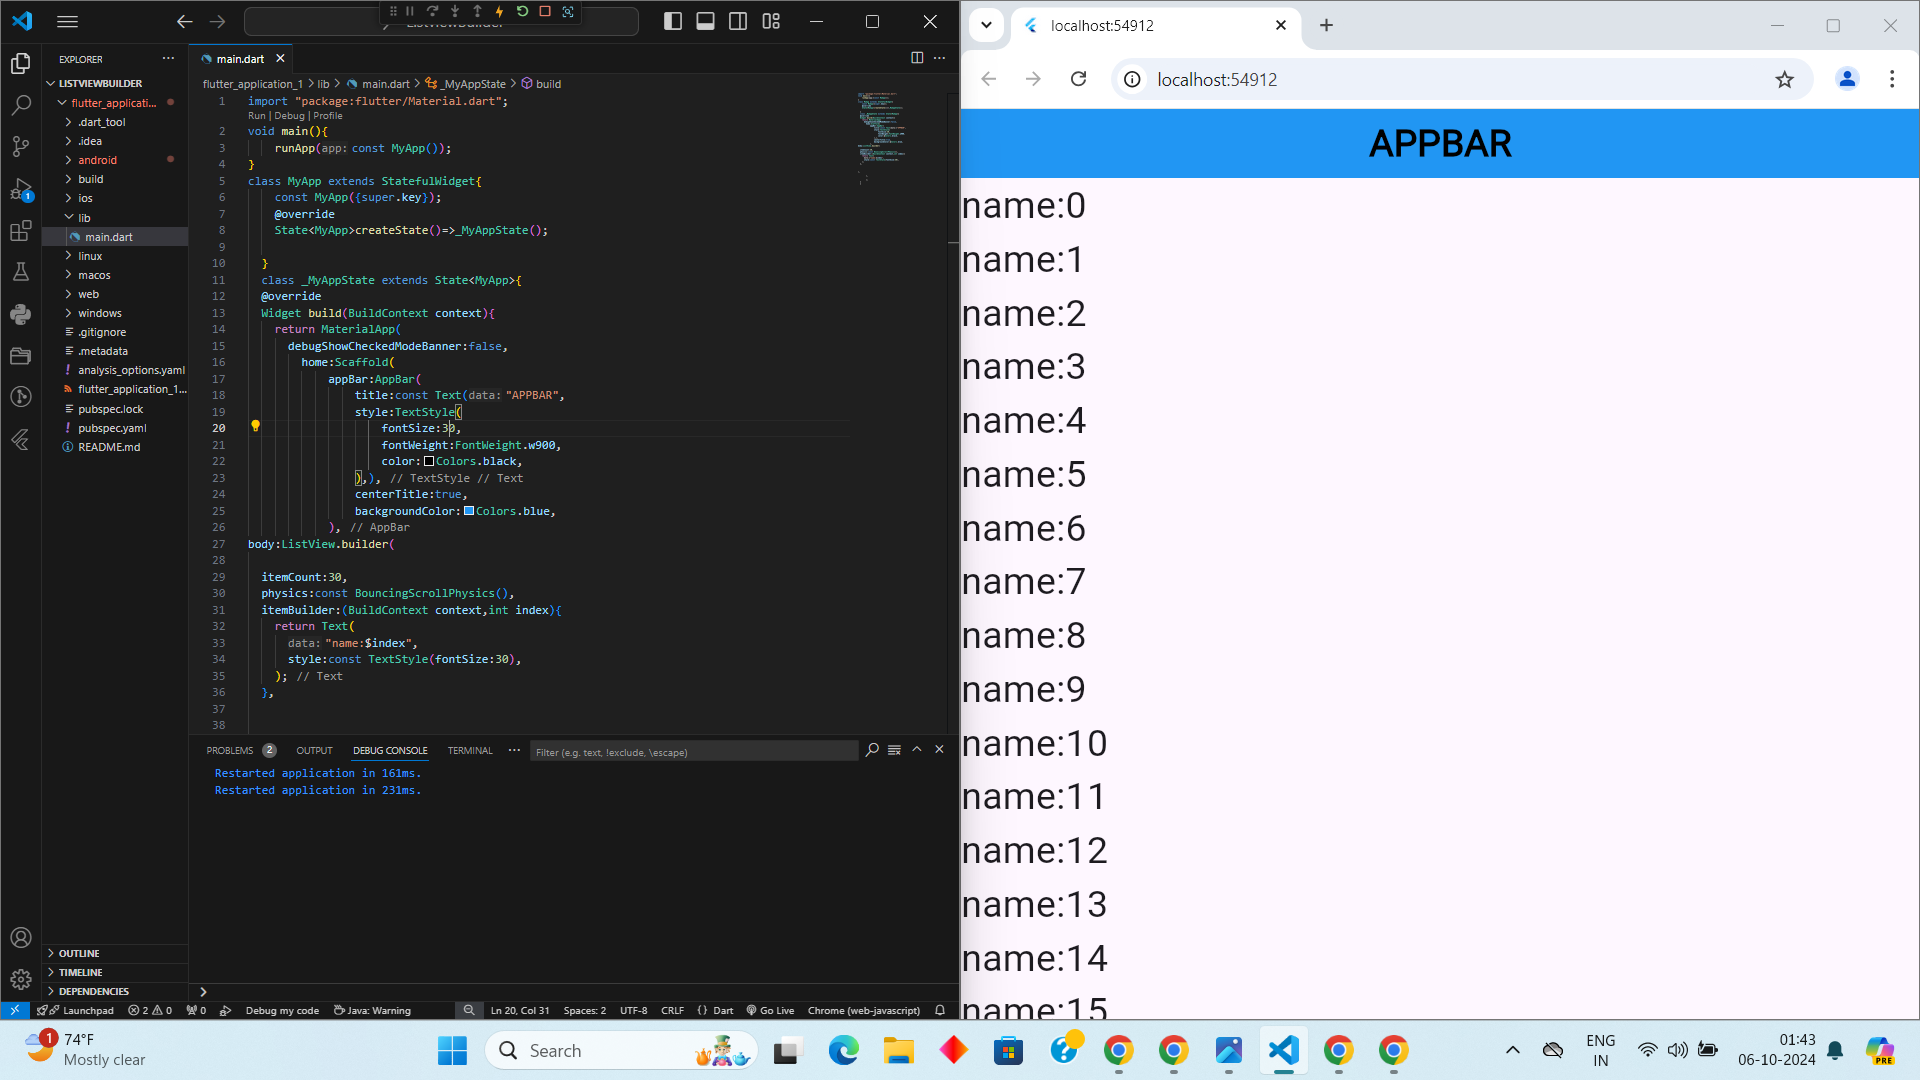 EXPLORER
LISTVIEWBUILDER
flutter_applicati...
.dart_tool
.idea
android
build
ios
lib
main.dart
linux
macos
web
windows
.gitignore
.metadata
analysis_options.yaml
flutter_application_1...
pubspec.lock
pubspec.yaml
README.md
OUTLINE
TIMELINE
DEPENDENCIES
1
main.dart
flutter_application_1 > lib > main.dart > _MyAppState > build
1 import "package:flutter/Material.dart";
Run | Debug | Profile
2 void main(){
3 runApp(app: const MyApp());
4 }
5 class MyApp extends StatefulWidget{
6 const MyApp({super.key});
7 @override
8 State<MyApp>createState()=>_MyAppState();
9
10 }
11 class _MyAppState extends State<MyApp>{
12 @override
13 Widget build(BuildContext context){
14 return MaterialApp(
15 debugShowCheckedModeBanner:false,
16 home:Scaffold(
17 appBar:AppBar(
18 title:const Text(data: "APPBAR",
19 style:TextStyle(
20 fontSize:30,
21 fontWeight:FontWeight.w900,
22 color:Colors.black,
23 ),), // TextStyle // Text
24 centerTitle:true,
25 backgroundColor:Colors.blue,
26 ), // AppBar
27 body:ListView.builder(
28
29 itemCount:30,
30 physics:const BouncingScrollPhysics(),
31 itemBuilder:(BuildContext context,int index){
32 return Text(
33 data: "name:$index",
34 style:const TextStyle(fontSize:30),
35 ); // Text
36 },
37
38
PROBLEMS 2 OUTPUT DEBUG CONSOLE TERMINAL ... Filter (e.g. text, !exclude, \escape)
Restarted application in 161ms.
Restarted application in 231ms.
Launchpad 2 0 0 Debug my code Java: Warning Ln 20, Col 31 Spaces: 2 UTF-8 CRLF {} Dart Go Live Chrome (web-javascript)
localhost:54912
localhost:54912
APPBAR
name:0
name:1
name:2
name:3
name:4
name:5
name:6
name:7
name:8
name:9
name:10
name:11
name:12
name:13
name:14
name:15
1
74°F
Mostly clear
Search
ENG
IN
01:43
06-10-2024
PRE